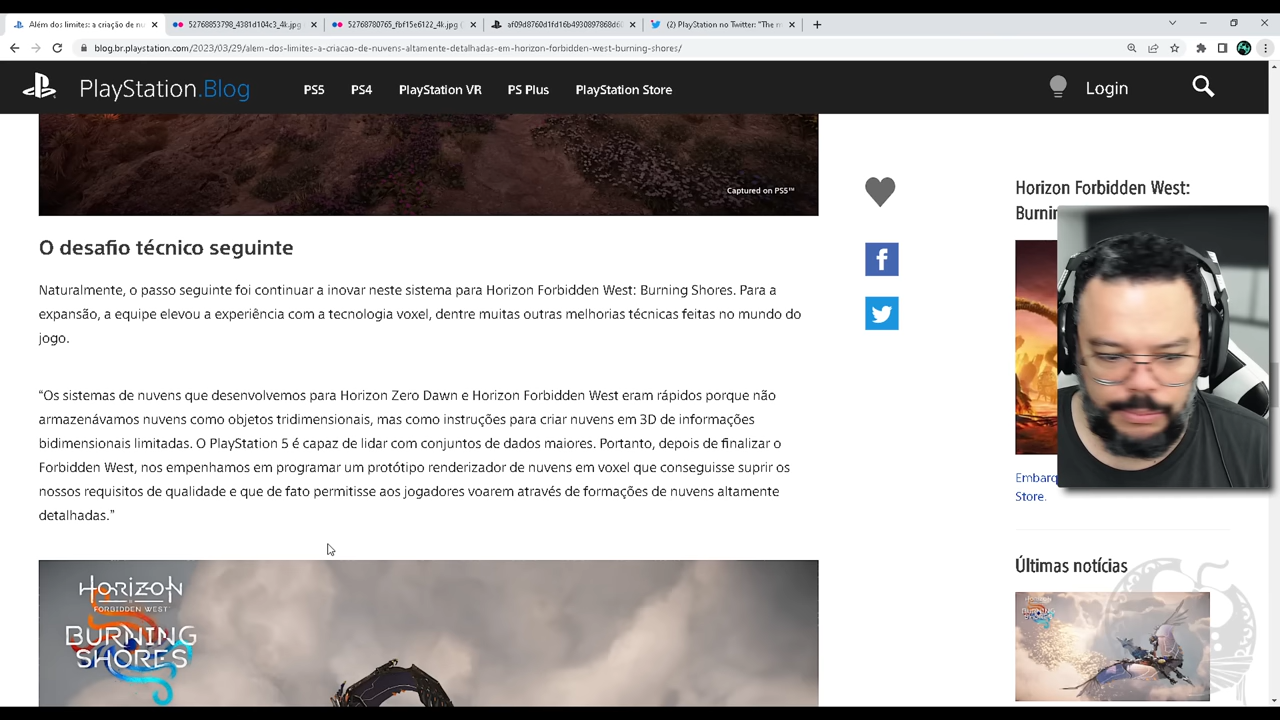 Além dos limites: a criação de nu
52768853798_4381d104c3_4k.jpg
52768780765_fbf15e6122_4k.jpg
af09d8760d1fd16b4930897868d6
(2) PlayStation no Twitter: "The n
blog.br.playstation.com/2023/03/29/alem-dos-limites-a-criacao-de-nuvens-altamente-detalhadas-em-horizon-forbidden-west-burning-shores/
PlayStation.Blog
PS5
PS4
PlayStation VR
PS Plus
PlayStation Store
Login
Captured on PS5™
O desafio técnico seguinte
Naturalmente, o passo seguinte foi continuar a inovar neste sistema para Horizon Forbidden West: Burning Shores. Para a
expansão, a equipe elevou a experiência com a tecnologia voxel, dentre muitas outras melhorias técnicas feitas no mundo do
jogo.
“Os sistemas de nuvens que desenvolvemos para Horizon Zero Dawn e Horizon Forbidden West eram rápidos porque não
armazenávamos nuvens como objetos tridimensionais, mas como instruções para criar nuvens em 3D de informações
bidimensionais limitadas. O PlayStation 5 é capaz de lidar com conjuntos de dados maiores. Portanto, depois de finalizar o
Forbidden West, nos empenhamos em programar um protótipo renderizador de nuvens em voxel que conseguisse suprir os
nossos requisitos de qualidade e que de fato permitisse aos jogadores voarem através de formações de nuvens altamente
detalhadas.”
HORIZON
FORBIDDEN WEST
BURNING
SHORES
Horizon Forbidden West:
Burnin
Embarq
Store.
Últimas notícias